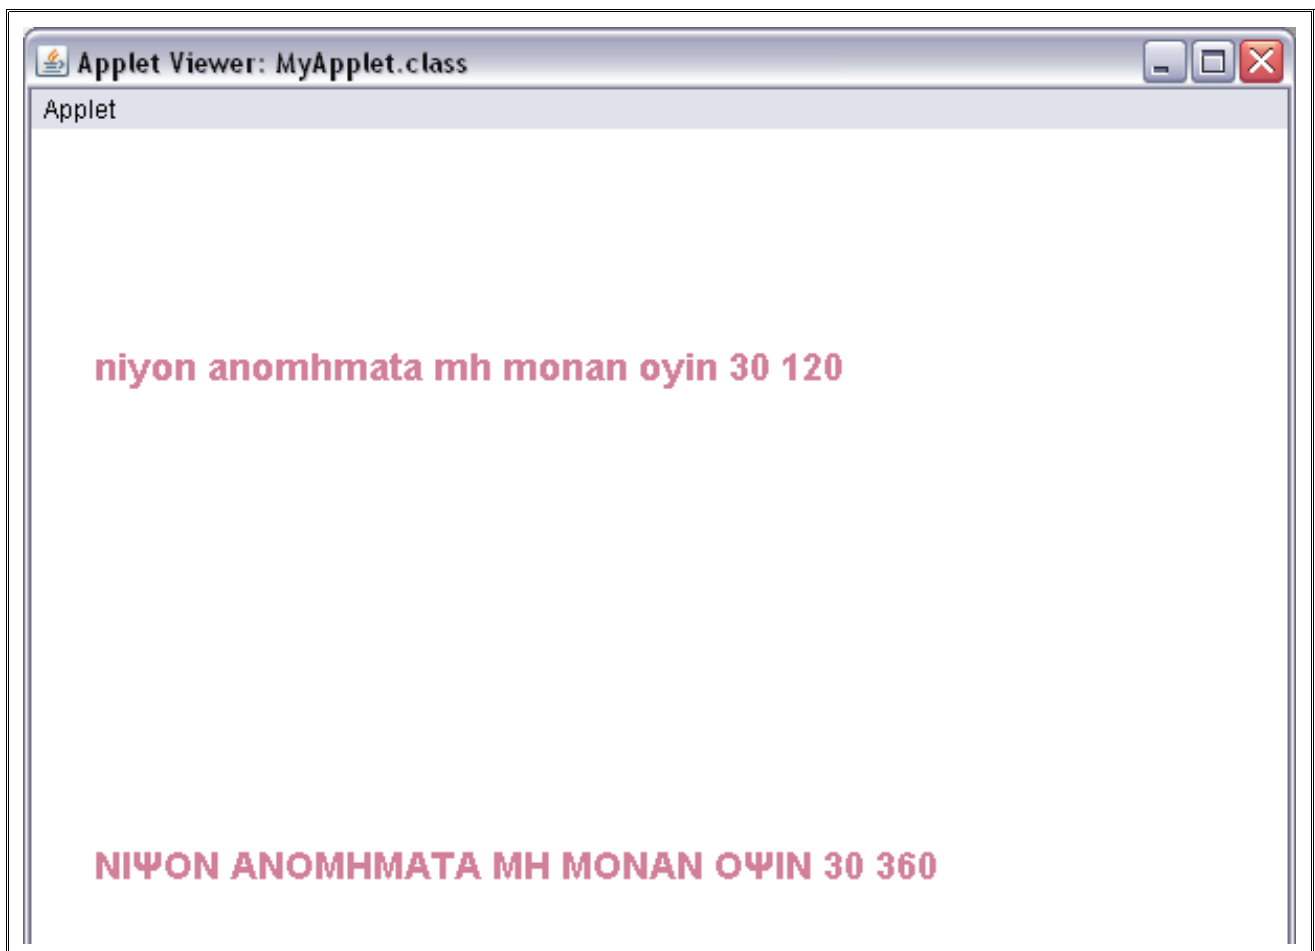 Applet Viewer: MyApplet.class
Applet
niyon anomhmata mh monan oyin 30 120
ΝΙΨΟΝ ΑΝΟΜΗΜΑΤΑ ΜΗ ΜΟΝΑΝ ΟΨΙΝ 30 360